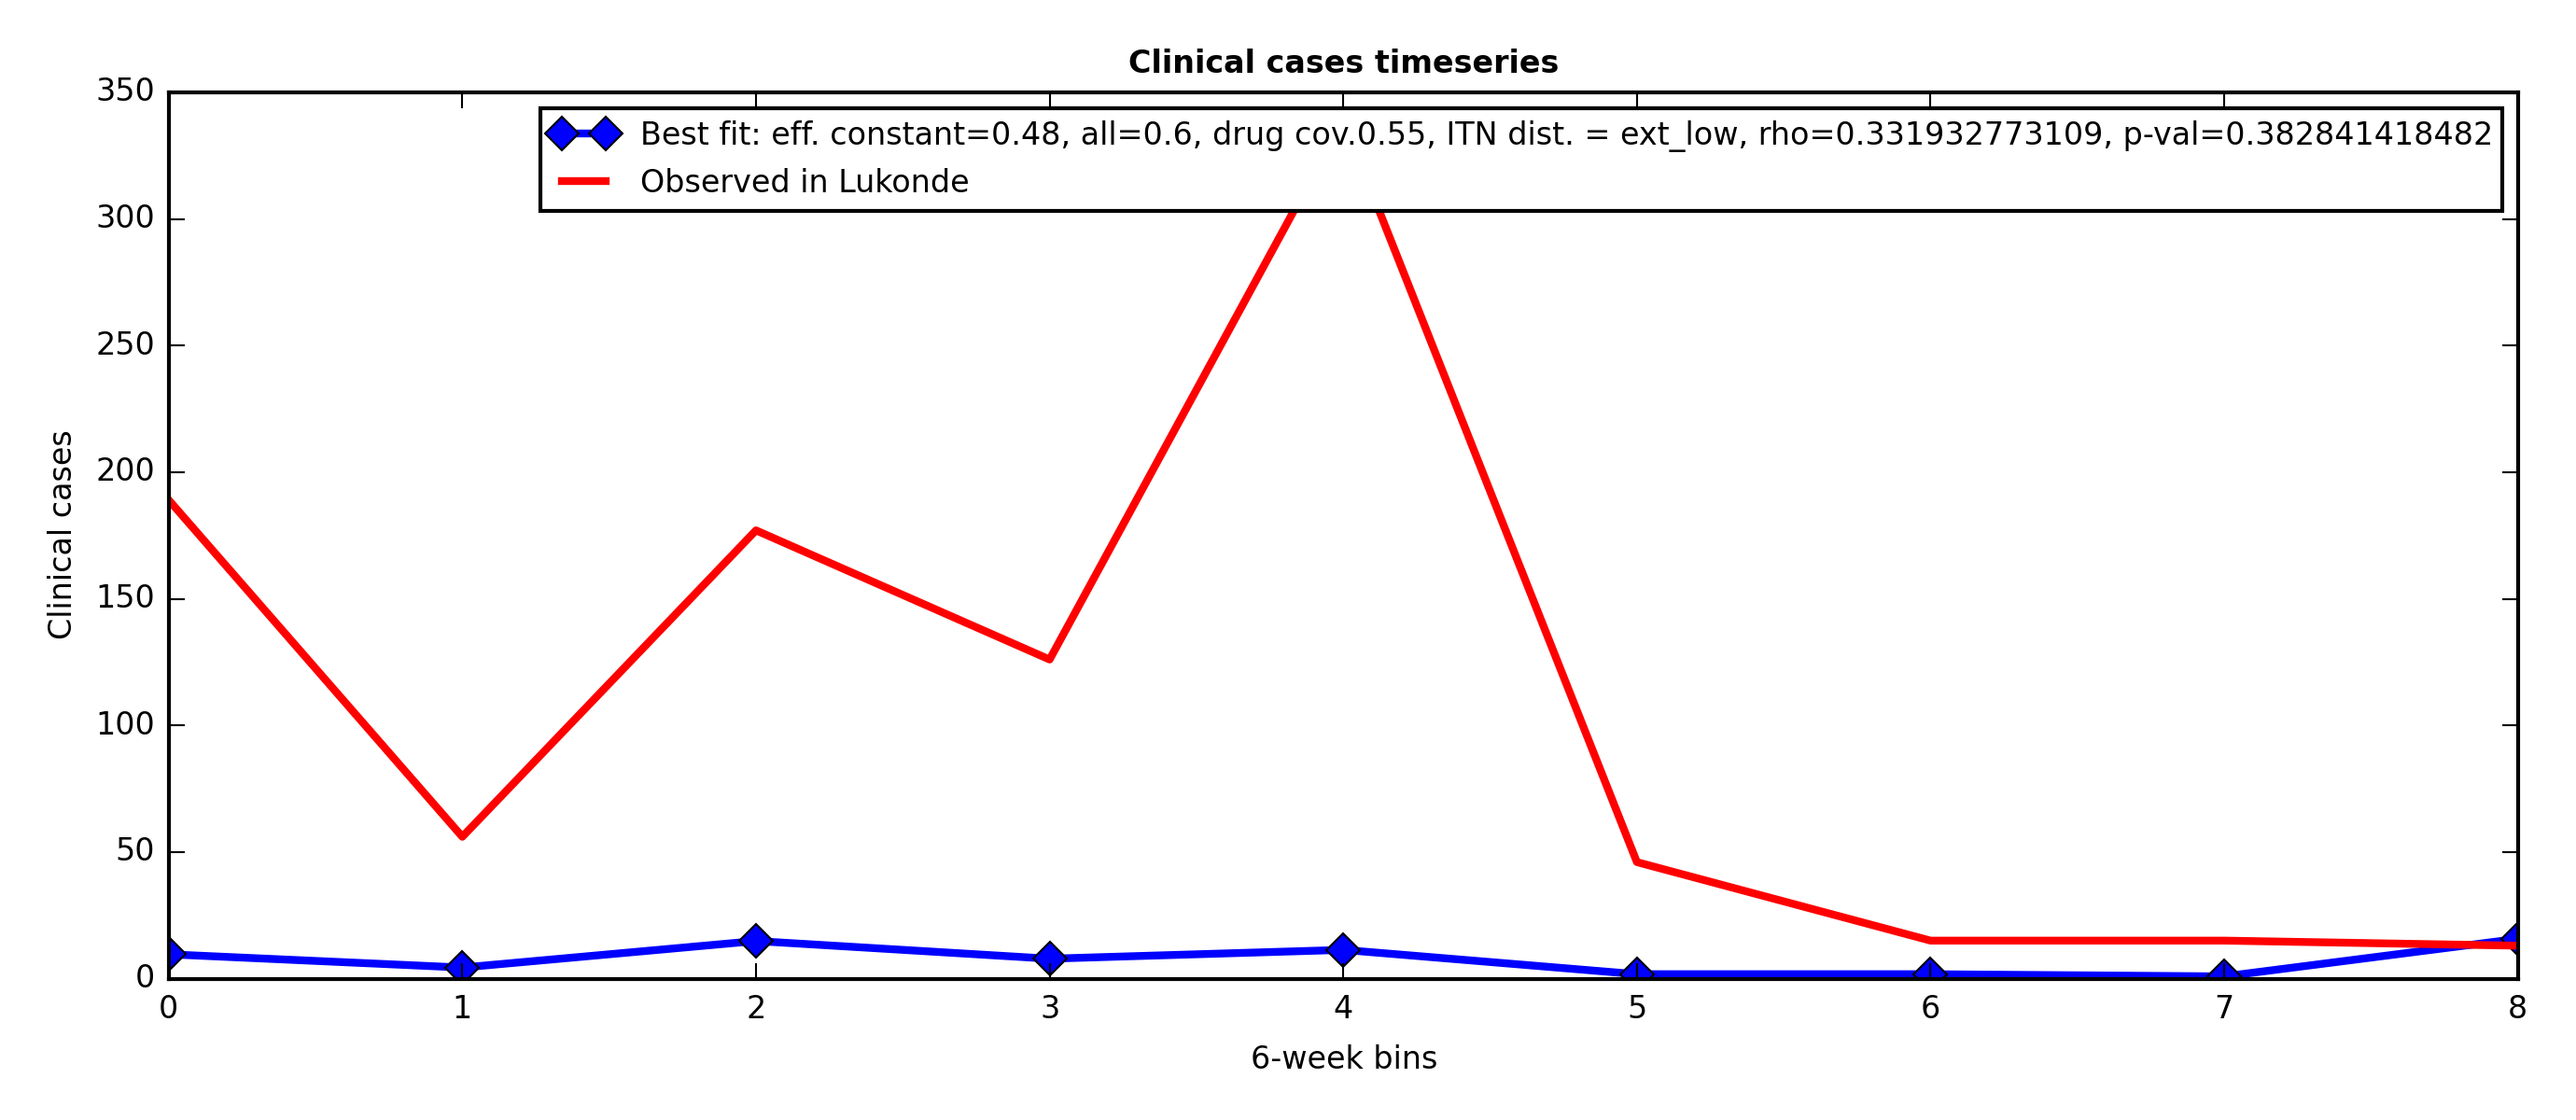 Clinical cases timeseries
350
300
250
200
150
100
50
0
Clinical cases
Best fit: eff. constant=0.48, all=0.6, drug cov.0.55, ITN dist. = ext_low, rho=0.331932773109, p-val=0.382841418482
Observed in Lukonde
0 1 2 3 4 5 6 7 8
6-week bins